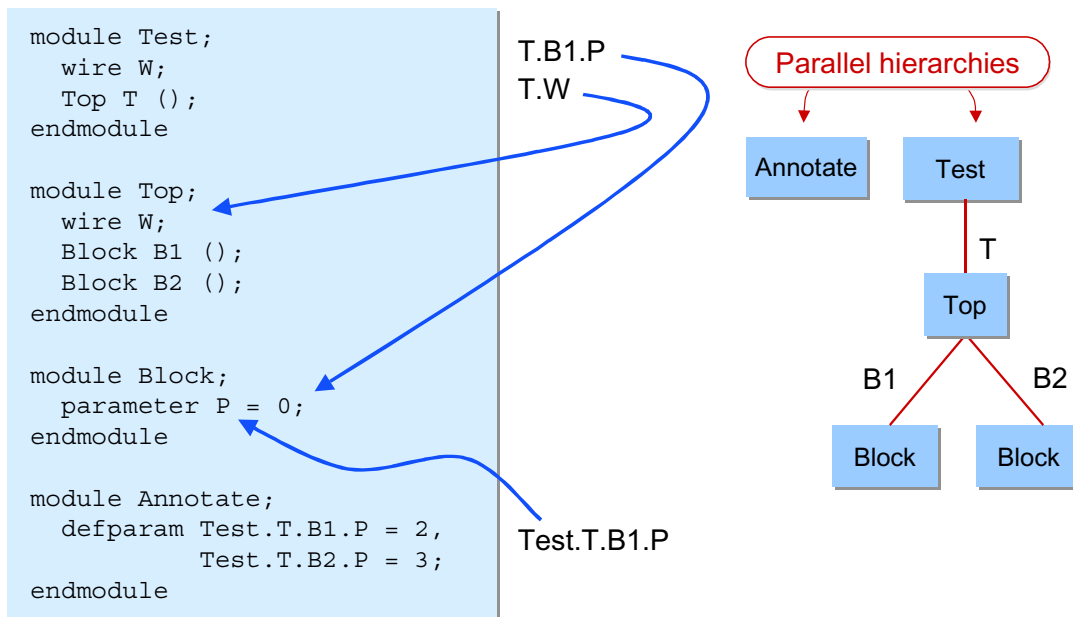 module Test;
  wire W;
  Top T ();
endmodule

module Top;
  wire W;
  Block B1 ();
  Block B2 ();
endmodule

module Block;
  parameter P = 0;
endmodule

module Annotate;
  defparam Test.T.B1.P = 2,
           Test.T.B2.P = 3;
endmodule
T.B1.P
T.W
Test.T.B1.P
Parallel hierarchies
Annotate
Test
T
Top
B1
B2
Block
Block